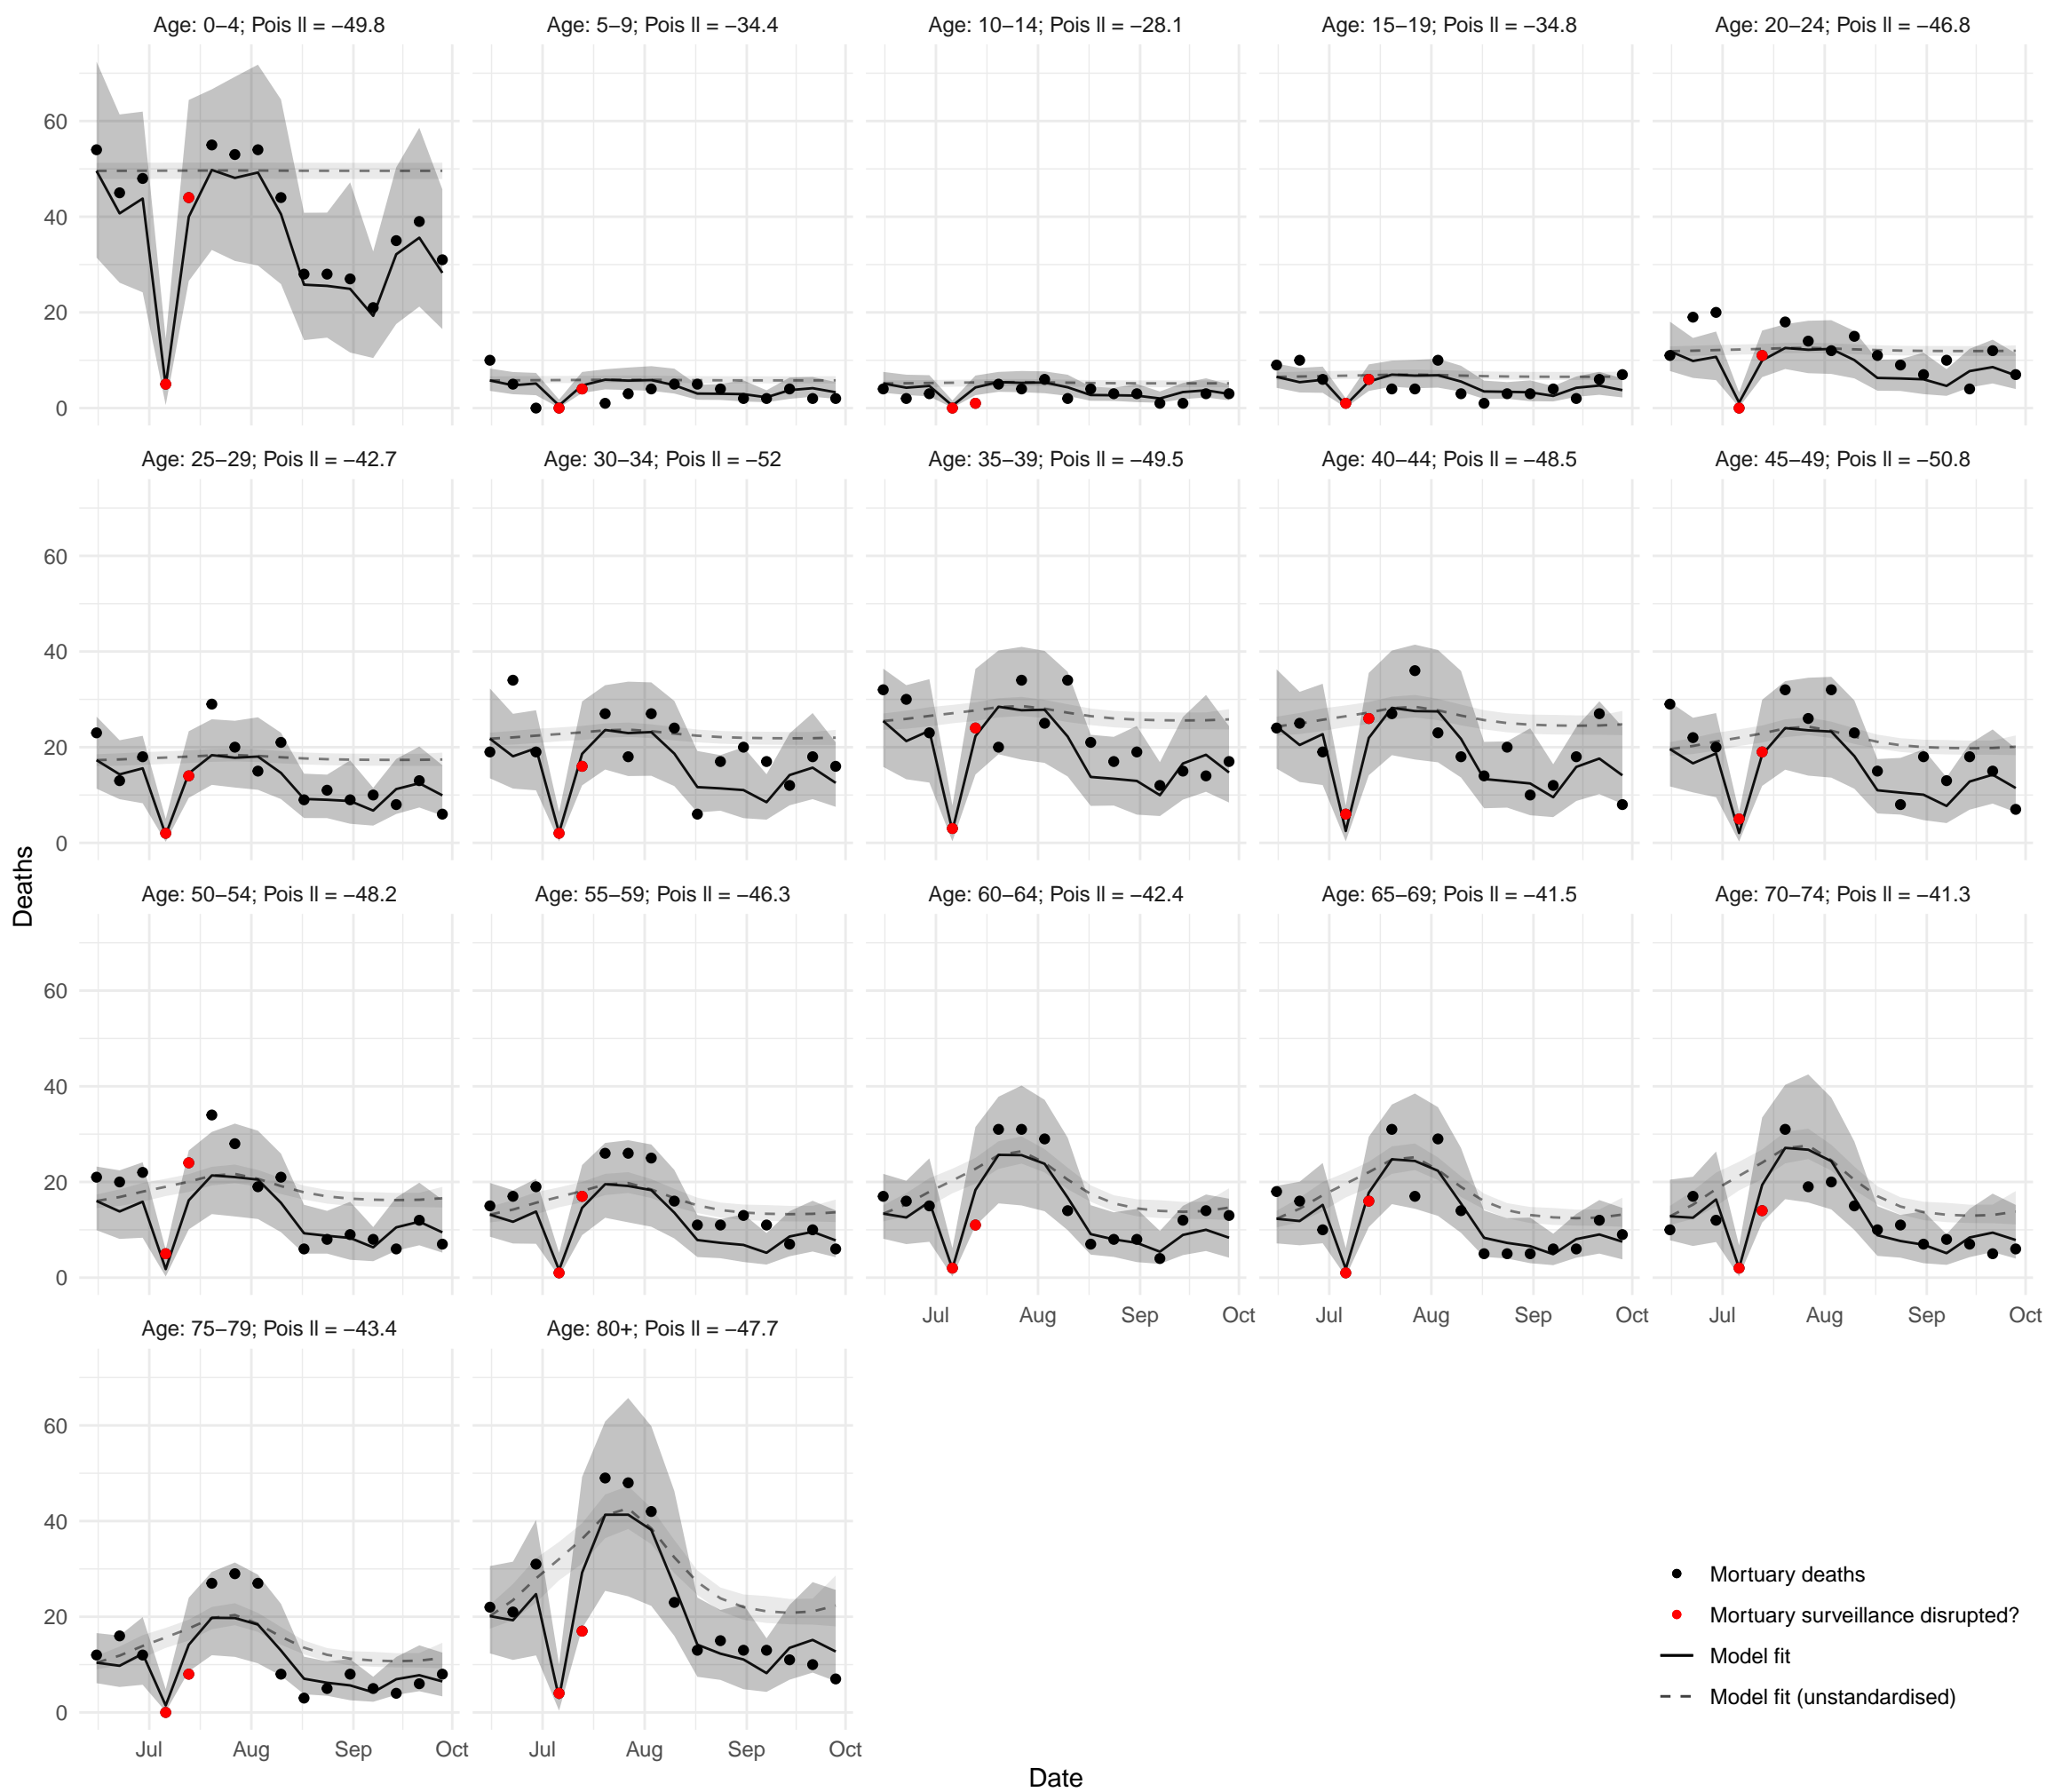 Age: 0−4; Pois ll = −49.8
Age: 5−9; Pois ll = −34.4
Age: 10−14; Pois ll = −28.1
Age: 15−19; Pois ll = −34.8
Age: 20−24; Pois ll = −46.8
60
40
20
0
Age: 25−29; Pois ll = −42.7
Age: 30−34; Pois ll = −52
Age: 35−39; Pois ll = −49.5
Age: 40−44; Pois ll = −48.5
Age: 45−49; Pois ll = −50.8
60
40
20
0
Deaths
Age: 50−54; Pois ll = −48.2
Age: 55−59; Pois ll = −46.3
Age: 60−64; Pois ll = −42.4
Age: 65−69; Pois ll = −41.5
Age: 70−74; Pois ll = −41.3
60
40
20
0
Jul Aug Sep Oct
Jul Aug Sep Oct
Jul Aug Sep Oct
Age: 75−79; Pois ll = −43.4
Age: 80+; Pois ll = −47.7
60
40
20
0
Jul Aug Sep Oct
Jul Aug Sep Oct
Mortuary deaths
Mortuary surveillance disrupted?
Model fit
Model fit (unstandardised)
Date